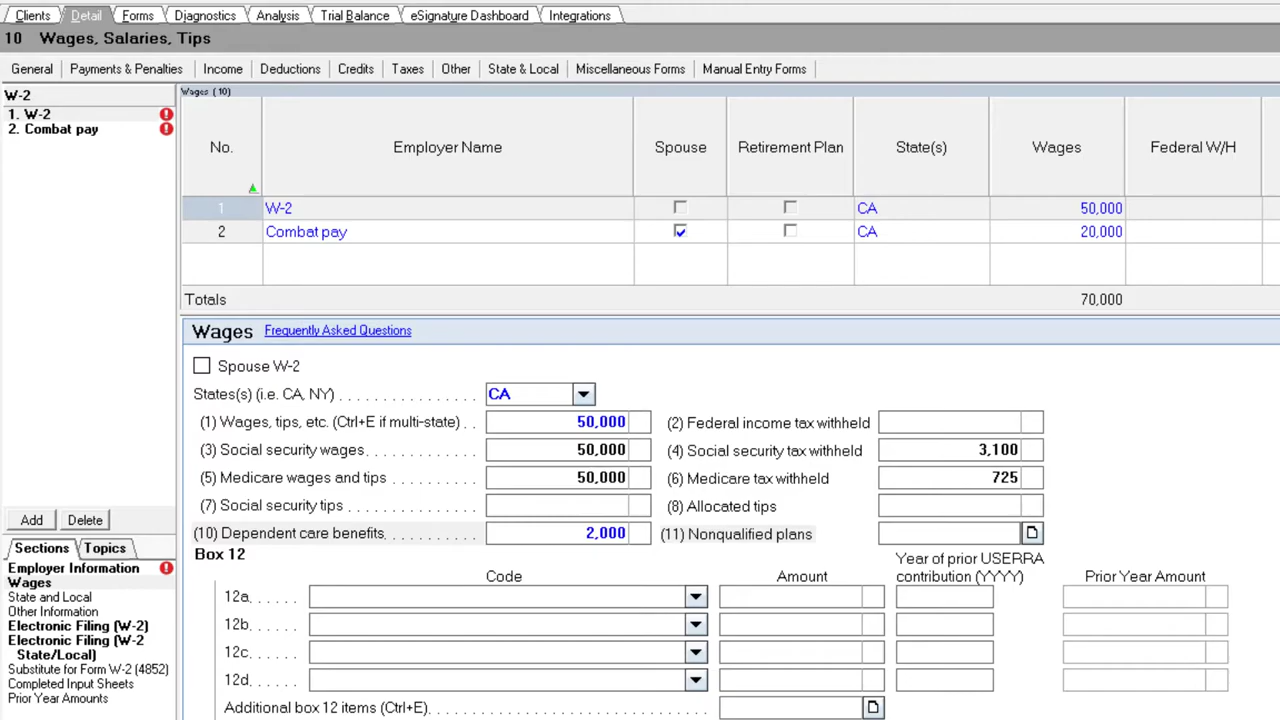 Clients Detail Forms Diagnostics Analysis Trial Balance eSignature Dashboard Integrations
10 Wages, Salaries, Tips
General Payments & Penalties Income Deductions Credits Taxes Other State & Local Miscellaneous Forms Manual Entry Forms
W-2
1. W-2
2. Combat pay
Wages (10)
No. Employer Name Spouse Retirement Plan State(s) Wages Federal W/H
1 W-2 CA 50,000
2 Combat pay CA 20,000
Totals 70,000
Wages Frequently Asked Questions
Spouse W-2
States(s) (i.e. CA, NY) CA
(1) Wages, tips, etc. (Ctrl+E if multi-state) 50,000 (2) Federal income tax withheld
(3) Social security wages 50,000 (4) Social security tax withheld 3,100
(5) Medicare wages and tips 50,000 (6) Medicare tax withheld 725
(7) Social security tips (8) Allocated tips
(10) Dependent care benefits 2,000 (11) Nonqualified plans
Box 12
Code Amount Year of prior USERRA contribution (YYYY) Prior Year Amount
12a
12b
12c
12d
Additional box 12 items (Ctrl+E)
Add Delete
Sections Topics
Employer Information
Wages
State and Local
Other Information
Electronic Filing (W-2)
Electronic Filing (W-2
State/Local)
Substitute for Form W-2 (4852)
Completed Input Sheets
Prior Year Amounts